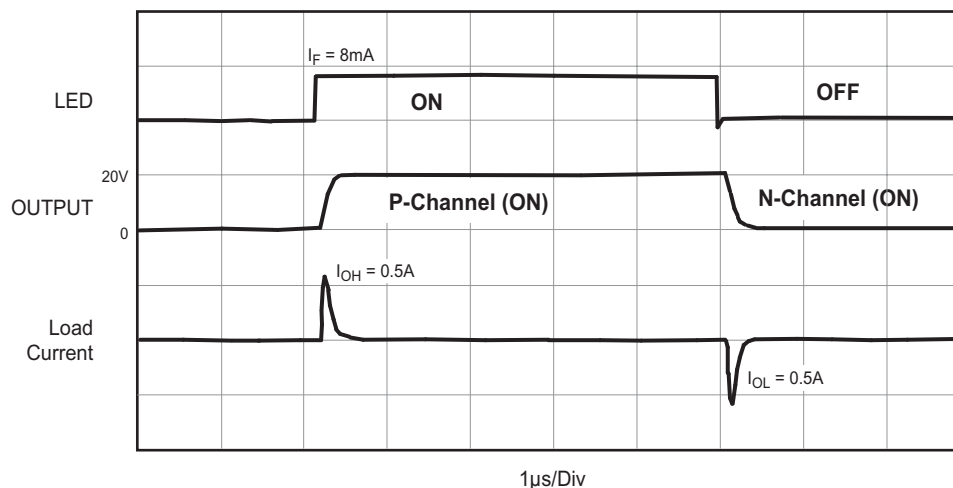 I_F = 8mA
LED
ON
OFF
20V
OUTPUT
P-Channel (ON)
N-Channel (ON)
0
I_OH = 0.5A
Load
Current
I_OL = 0.5A
1µs/Div